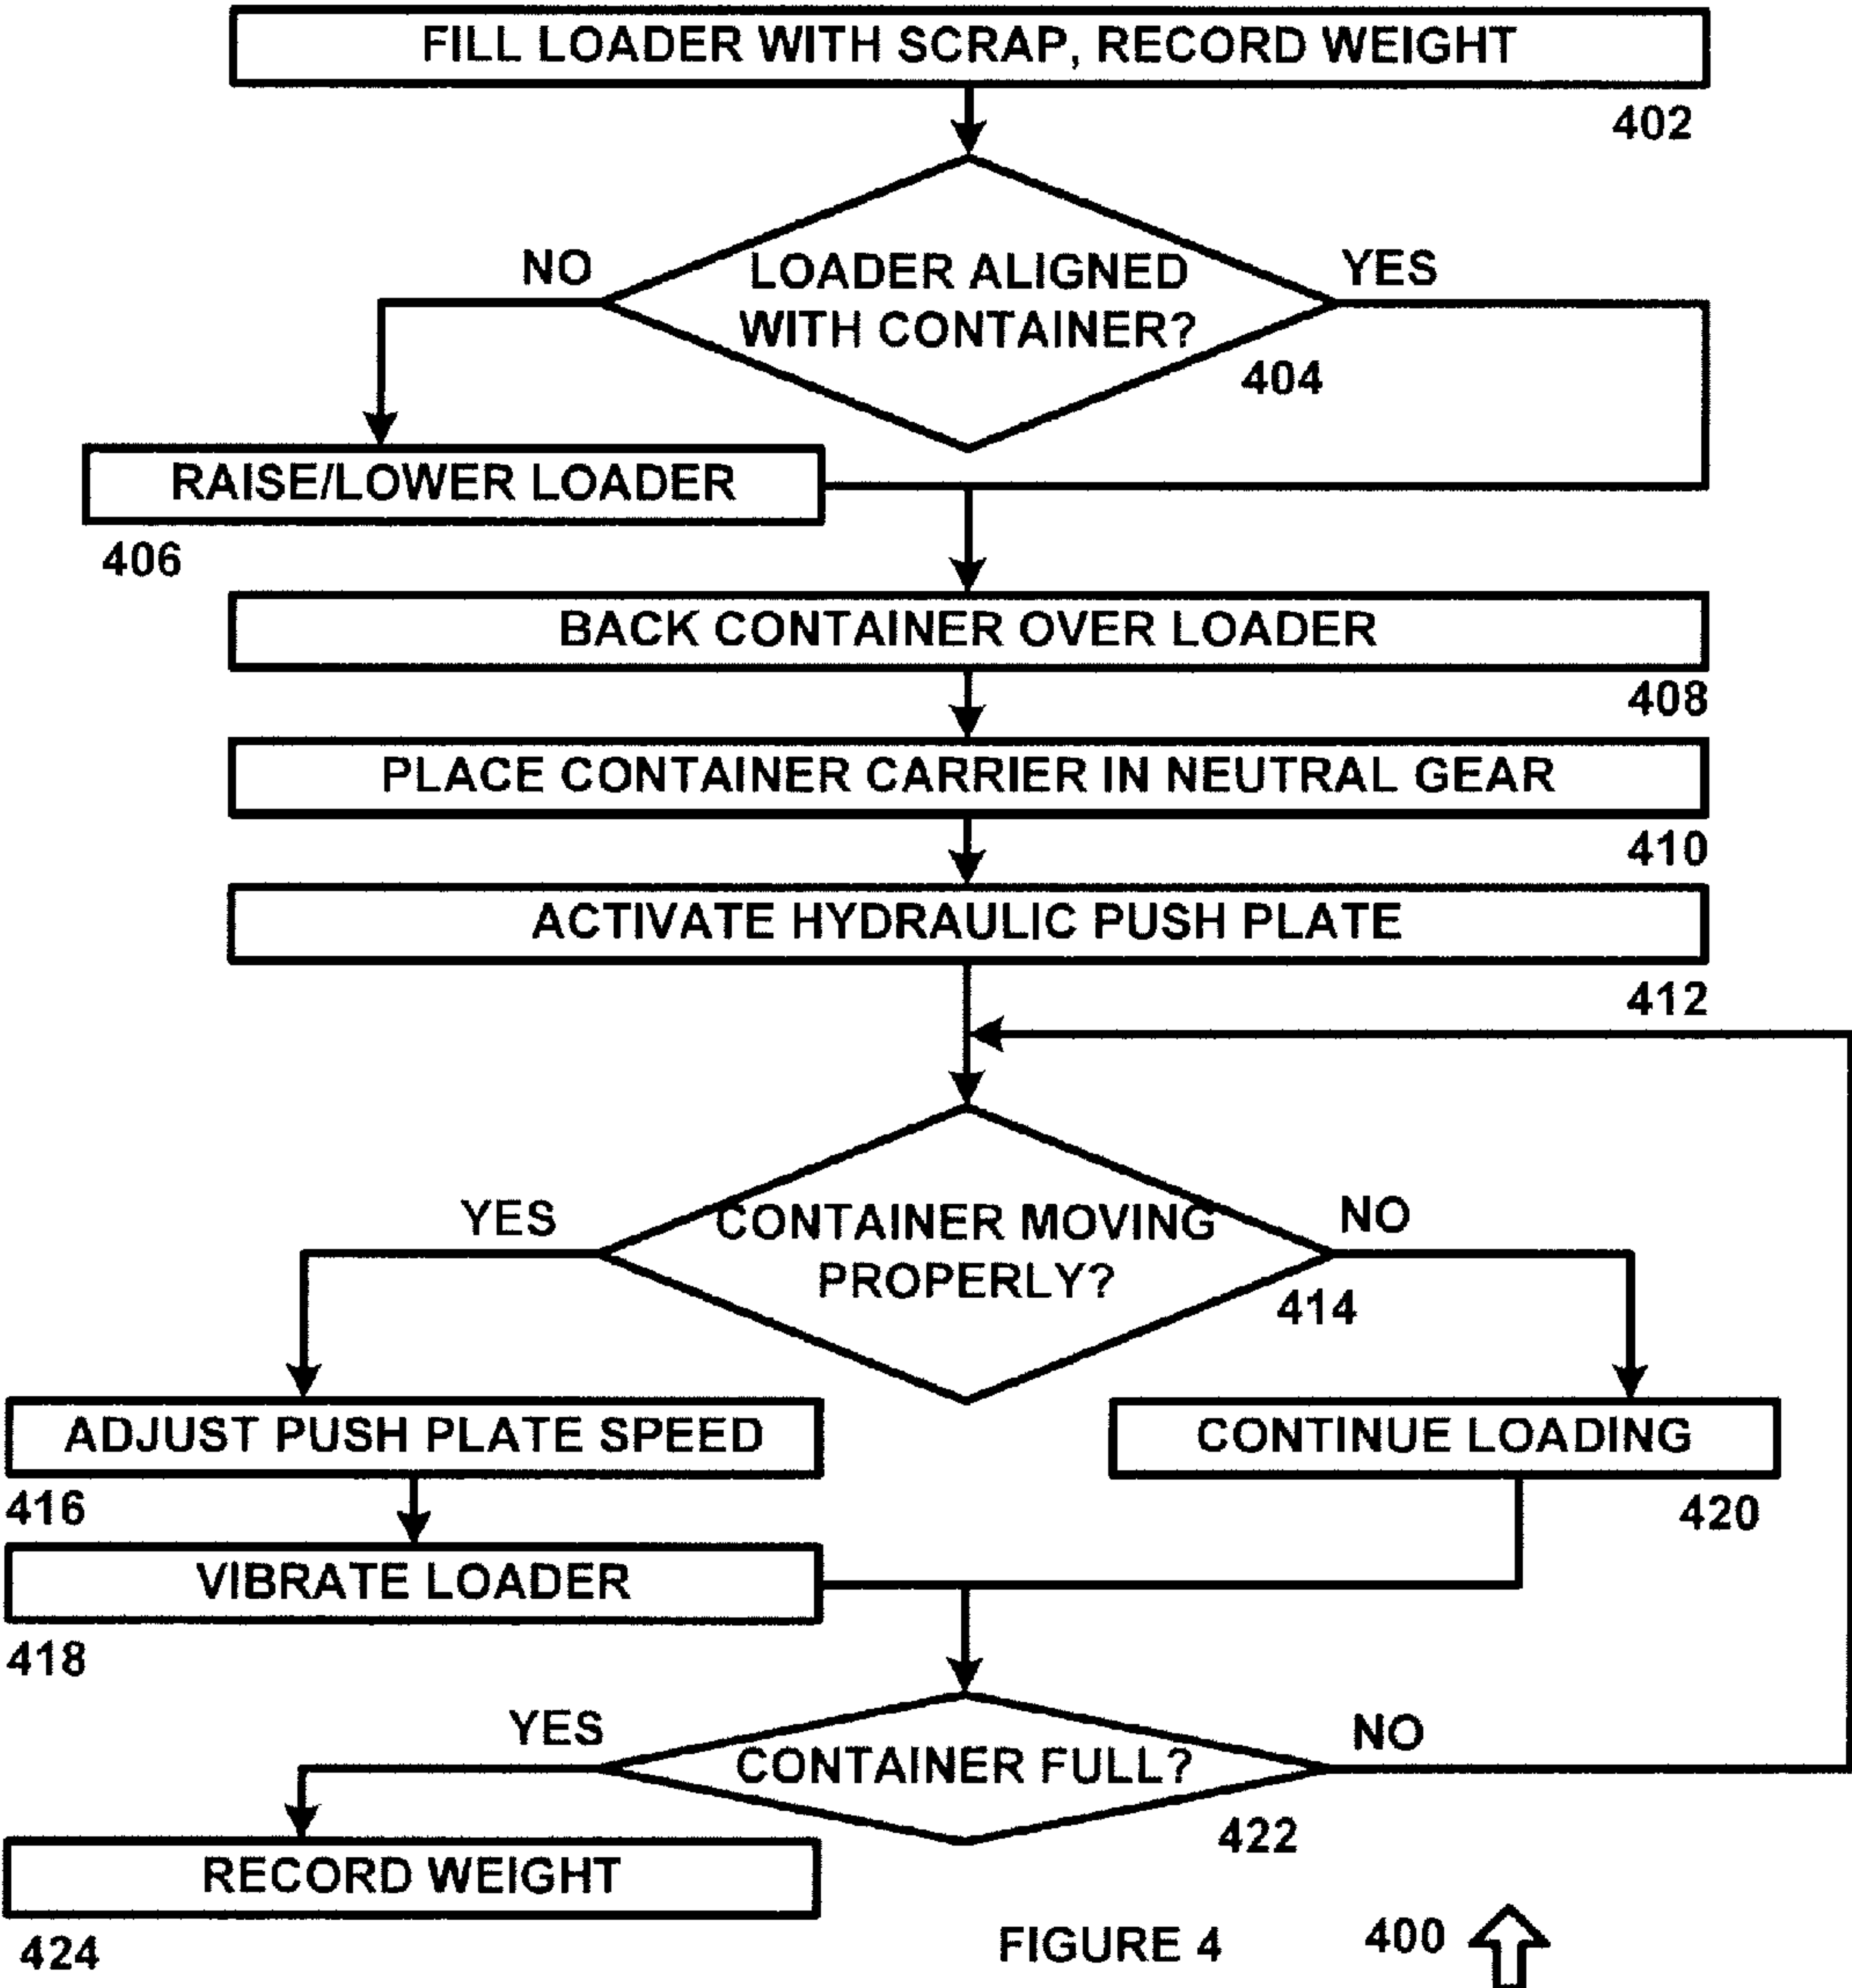 FILL LOADER WITH SCRAP, RECORD WEIGHT
402
NO
LOADER ALIGNED
WITH CONTAINER?
YES
404
RAISE/LOWER LOADER
406
BACK CONTAINER OVER LOADER
408
PLACE CONTAINER CARRIER IN NEUTRAL GEAR
410
ACTIVATE HYDRAULIC PUSH PLATE
412
YES
CONTAINER MOVING
PROPERLY?
NO
414
ADJUST PUSH PLATE SPEED
CONTINUE LOADING
416
420
VIBRATE LOADER
418
YES
CONTAINER FULL?
NO
422
RECORD WEIGHT
424
FIGURE 4
400